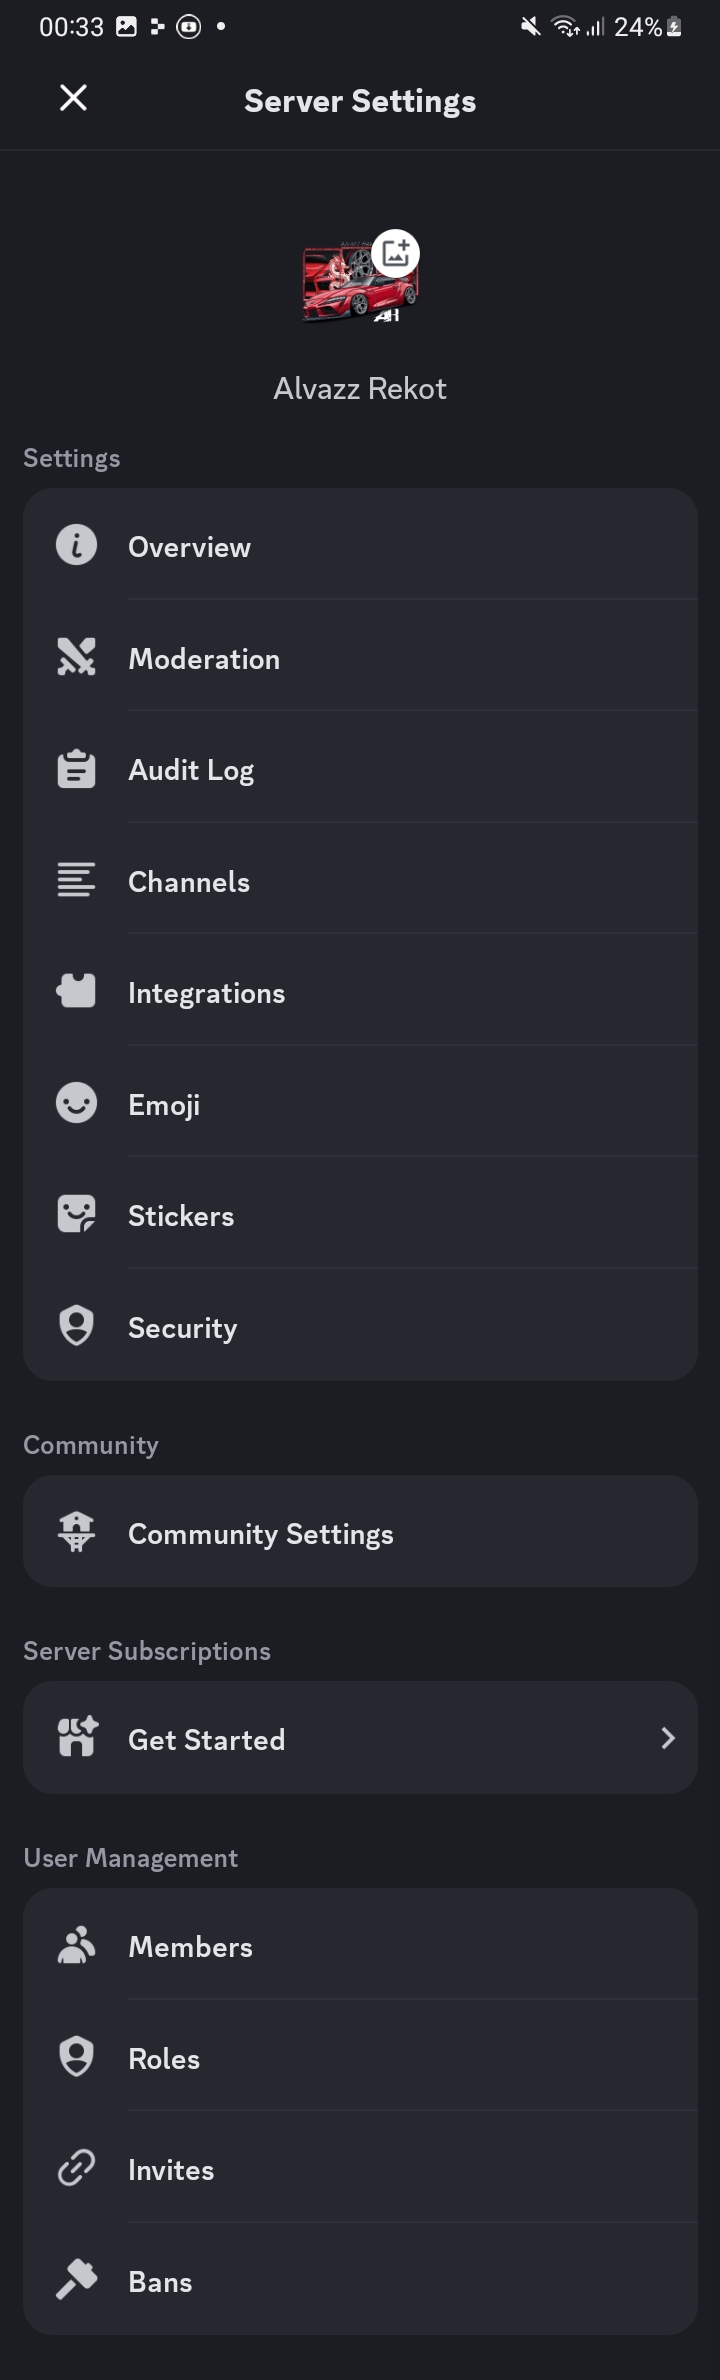 00:33
24%
Server Settings
Alvazz Rekot
Settings
Overview
Moderation
Audit Log
Channels
Integrations
Emoji
Stickers
Security
Community
Community Settings
Server Subscriptions
Get Started
User Management
Members
Roles
Invites
Bans